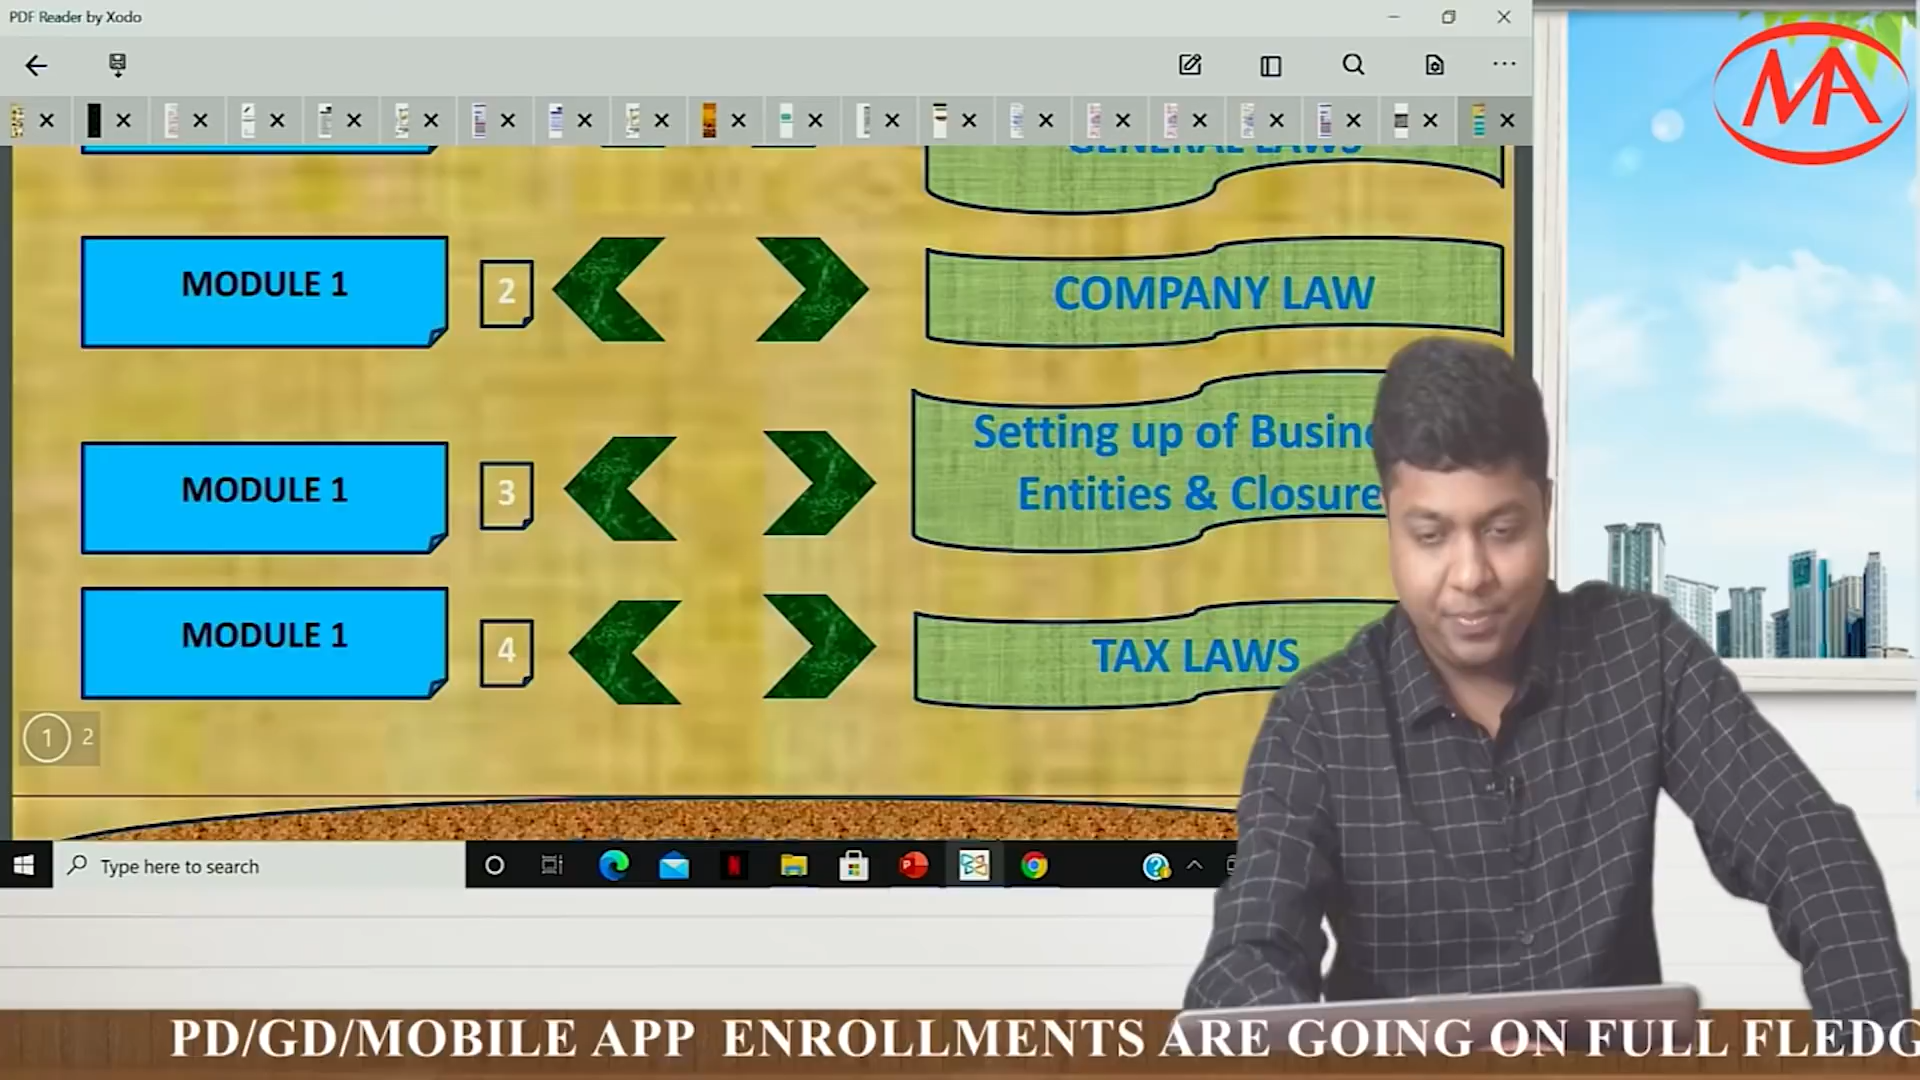 PDF Reader by Xodo
MA
GENERAL LAWS
MODULE 1
2
COMPANY LAW
MODULE 1
3
Setting up of Busine
Entities & Closure
MODULE 1
4
TAX LAWS
1 2
Type here to search
PD/GD/MOBILE APP ENROLLMENTS ARE GOING ON FULL FLEDG